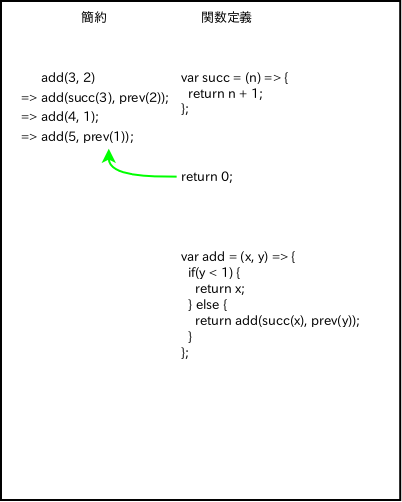 簡約
関数定義
add(3, 2)
=> add(succ(3), prev(2));
=> add(4, 1);
=> add(5, prev(1));
var succ = (n) => {
return n + 1;
};
return 0;
var add = (x, y) => {
if(y < 1) {
return x;
} else {
return add(succ(x), prev(y));
}
};